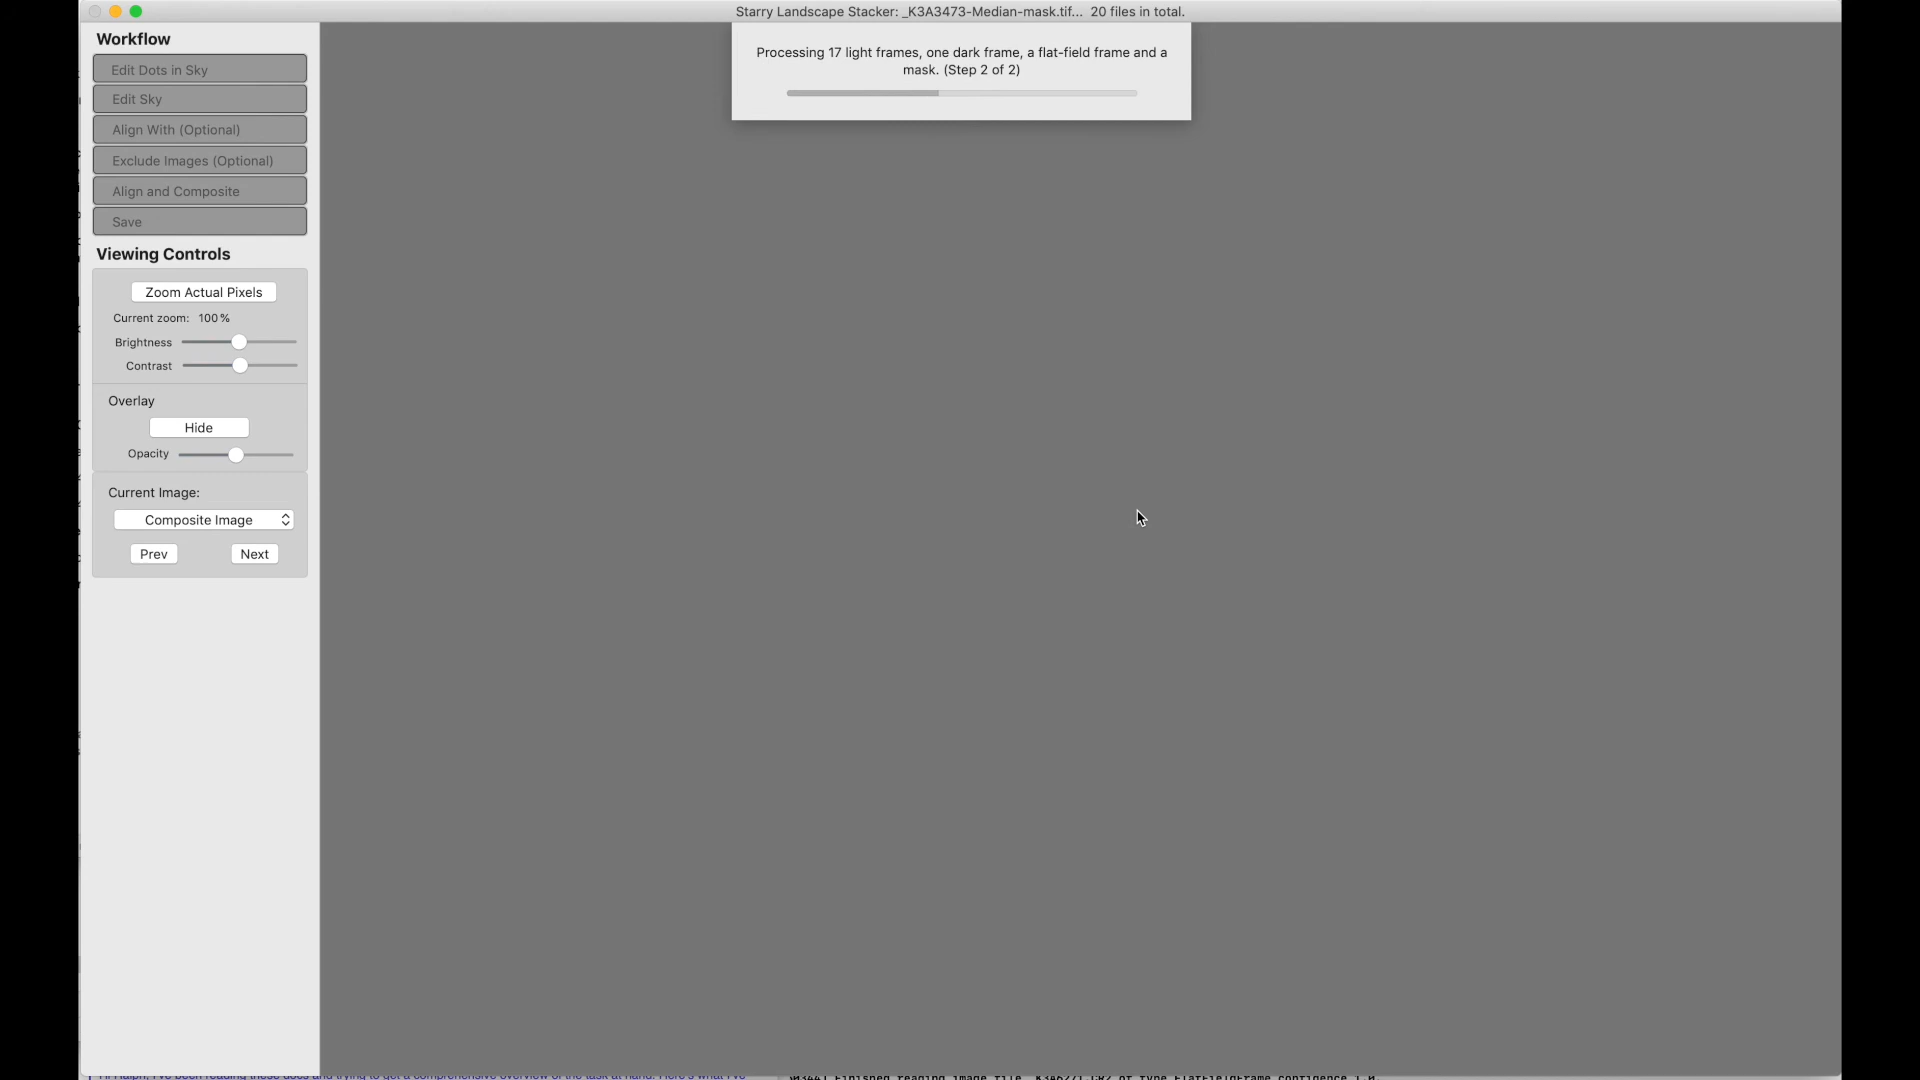 Starry Landscape Stacker: _K3A3473-Median-mask.tif... 20 files in total.
Workflow
Edit Dots in Sky
Edit Sky
Align With (Optional)
Exclude Images (Optional)
Align and Composite
Save
Viewing Controls
Zoom Actual Pixels
Current zoom: 100%
Brightness
Contrast
Overlay
Hide
Opacity
Current Image:
Composite Image
Prev
Next
Processing 17 light frames, one dark frame, a flat-field frame and a
mask. (Step 2 of 2)